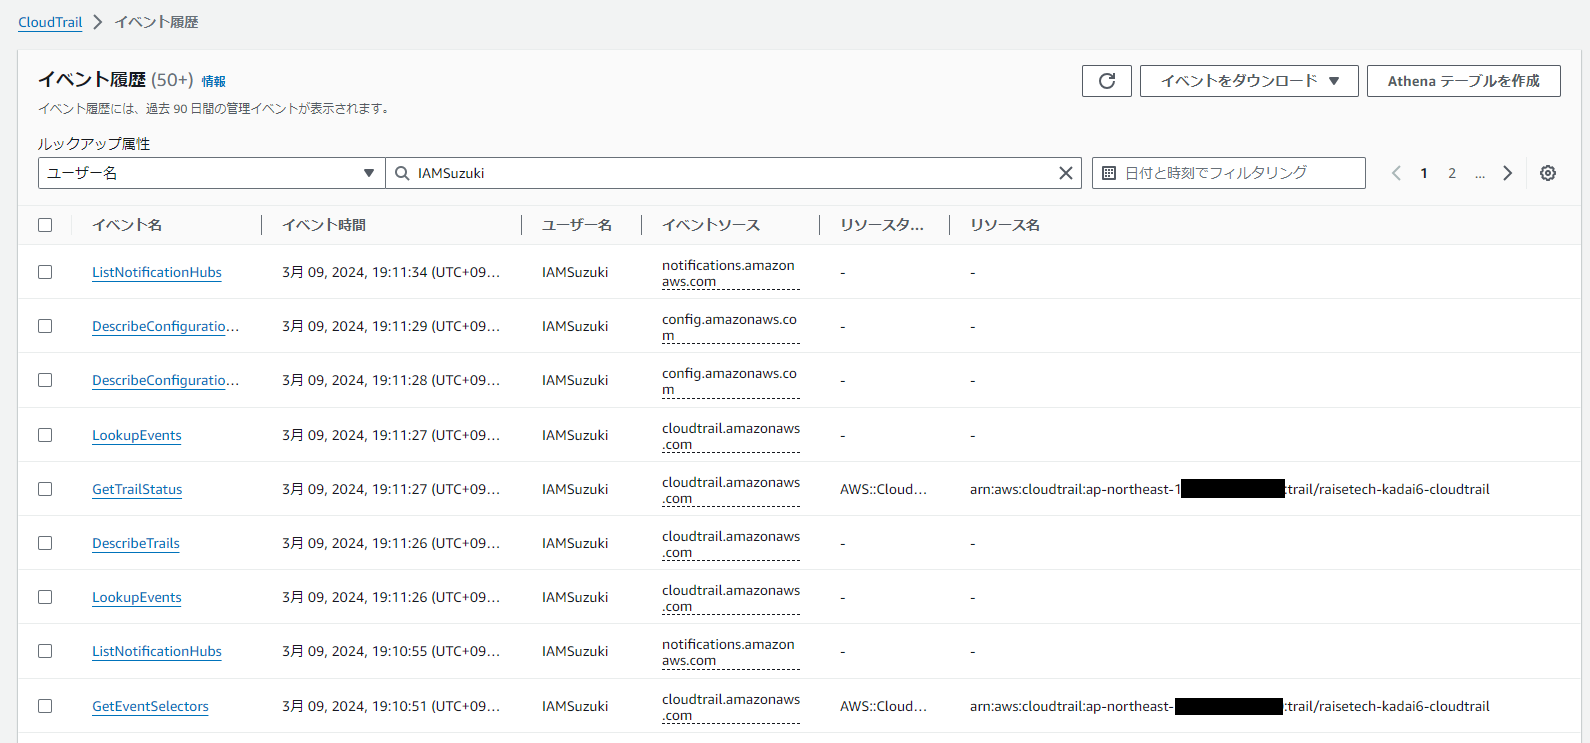 CloudTrail > イベント履歴
イベント履歴 (50+) 情報
イベントをダウンロード ▼
Athena テーブルを作成
イベント履歴には、過去 90 日間の管理イベントが表示されます。
ルックアップ属性
ユーザー名 ▼ IAMSuzuki 日付と時刻でフィルタリング 1 2 ...
イベント名 イベント時間 ユーザー名 イベントソース リソースタ... リソース名
ListNotificationHubs 3月 09, 2024, 19:11:34 (UTC+09... IAMSuzuki notifications.amazon - -
aws.com
DescribeConfiguratio... 3月 09, 2024, 19:11:29 (UTC+09... IAMSuzuki config.amazonaws.co - -
m
DescribeConfiguratio... 3月 09, 2024, 19:11:28 (UTC+09... IAMSuzuki config.amazonaws.co - -
m
LookupEvents 3月 09, 2024, 19:11:27 (UTC+09... IAMSuzuki cloudtrail.amazonaws - -
.com
GetTrailStatus 3月 09, 2024, 19:11:27 (UTC+09... IAMSuzuki cloudtrail.amazonaws AWS::Cloud... arn:aws:cloudtrail:ap-northeast-1 :trail/raisetech-kadai6-cloudtrail
.com
DescribeTrails 3月 09, 2024, 19:11:26 (UTC+09... IAMSuzuki cloudtrail.amazonaws - -
.com
LookupEvents 3月 09, 2024, 19:11:26 (UTC+09... IAMSuzuki cloudtrail.amazonaws - -
.com
ListNotificationHubs 3月 09, 2024, 19:10:55 (UTC+09... IAMSuzuki notifications.amazon - -
aws.com
GetEventSelectors 3月 09, 2024, 19:10:51 (UTC+09... IAMSuzuki cloudtrail.amazonaws AWS::Cloud... arn:aws:cloudtrail:ap-northeast- :trail/raisetech-kadai6-cloudtrail
.com